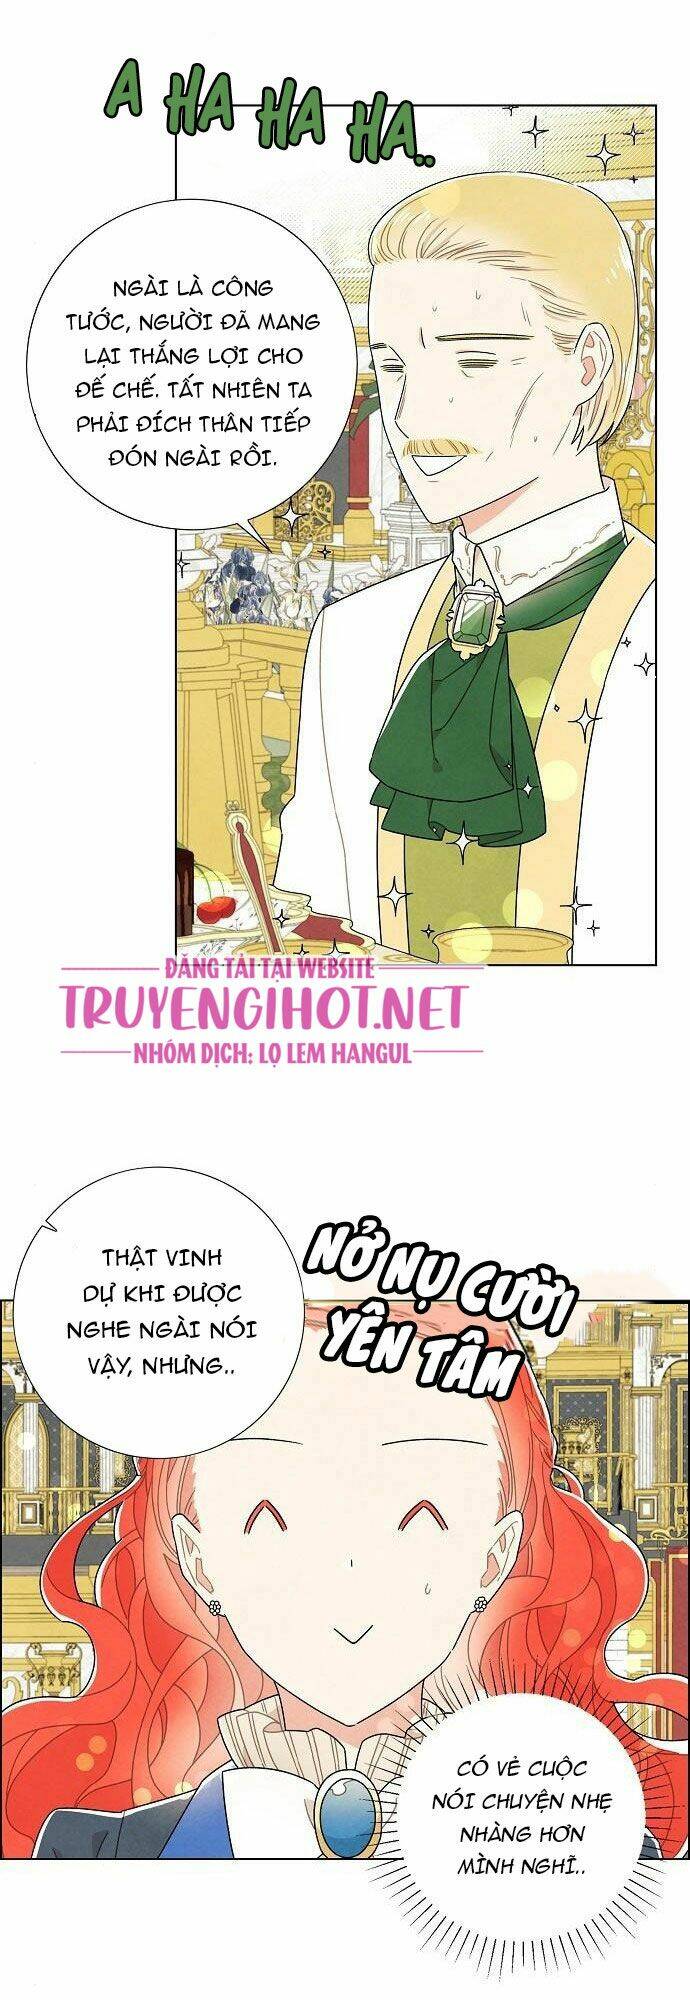 A HA HA HA..
NGÀI LÀ CÔNG
TƯỚC, NGƯỜI ĐÃ MANG
LẠI THẮNG LỢI CHO
ĐẾ CHẾ. TẤT NHIÊN TA
PHẢI ĐÍCH THÂN TIẾP
ĐÓN NGÀI RỒI.
ĐĂNG TẢI TẠI WEBSITE
TRUYENGIHOT.NET
NHÓM DỊCH: LỌ LEM HANGUL
THẬT VINH
DỰ KHI ĐƯỢC
NGHE NGÀI NÓI
VẬY, NHƯNG..
NỞ NỤ CƯỜI
YÊN TÂM
CÓ VẺ CUỘC
NÓI CHUYỆN NHẸ
NHÀNG HƠN
MÌNH NGHĨ..